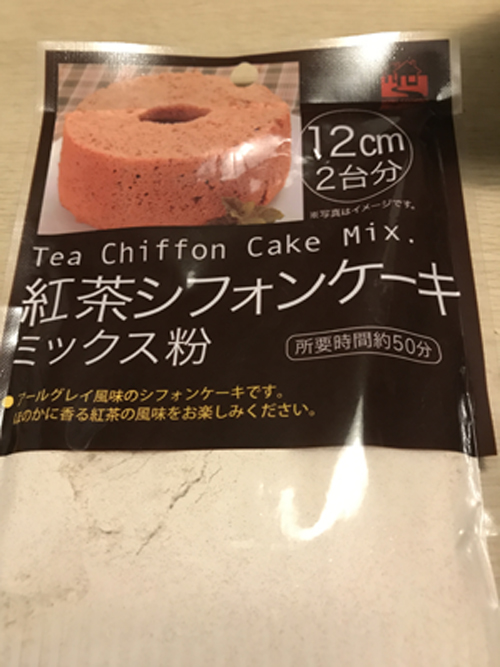 12cm
2台分
※写真はイメージです。
Tea Chiffon Cake Mix.
紅茶シフォンケーキ
ミックス粉
所要時間約50分
アールグレイ風味のシフォンケーキです。
ほのかに香る紅茶の風味をお楽しみください。